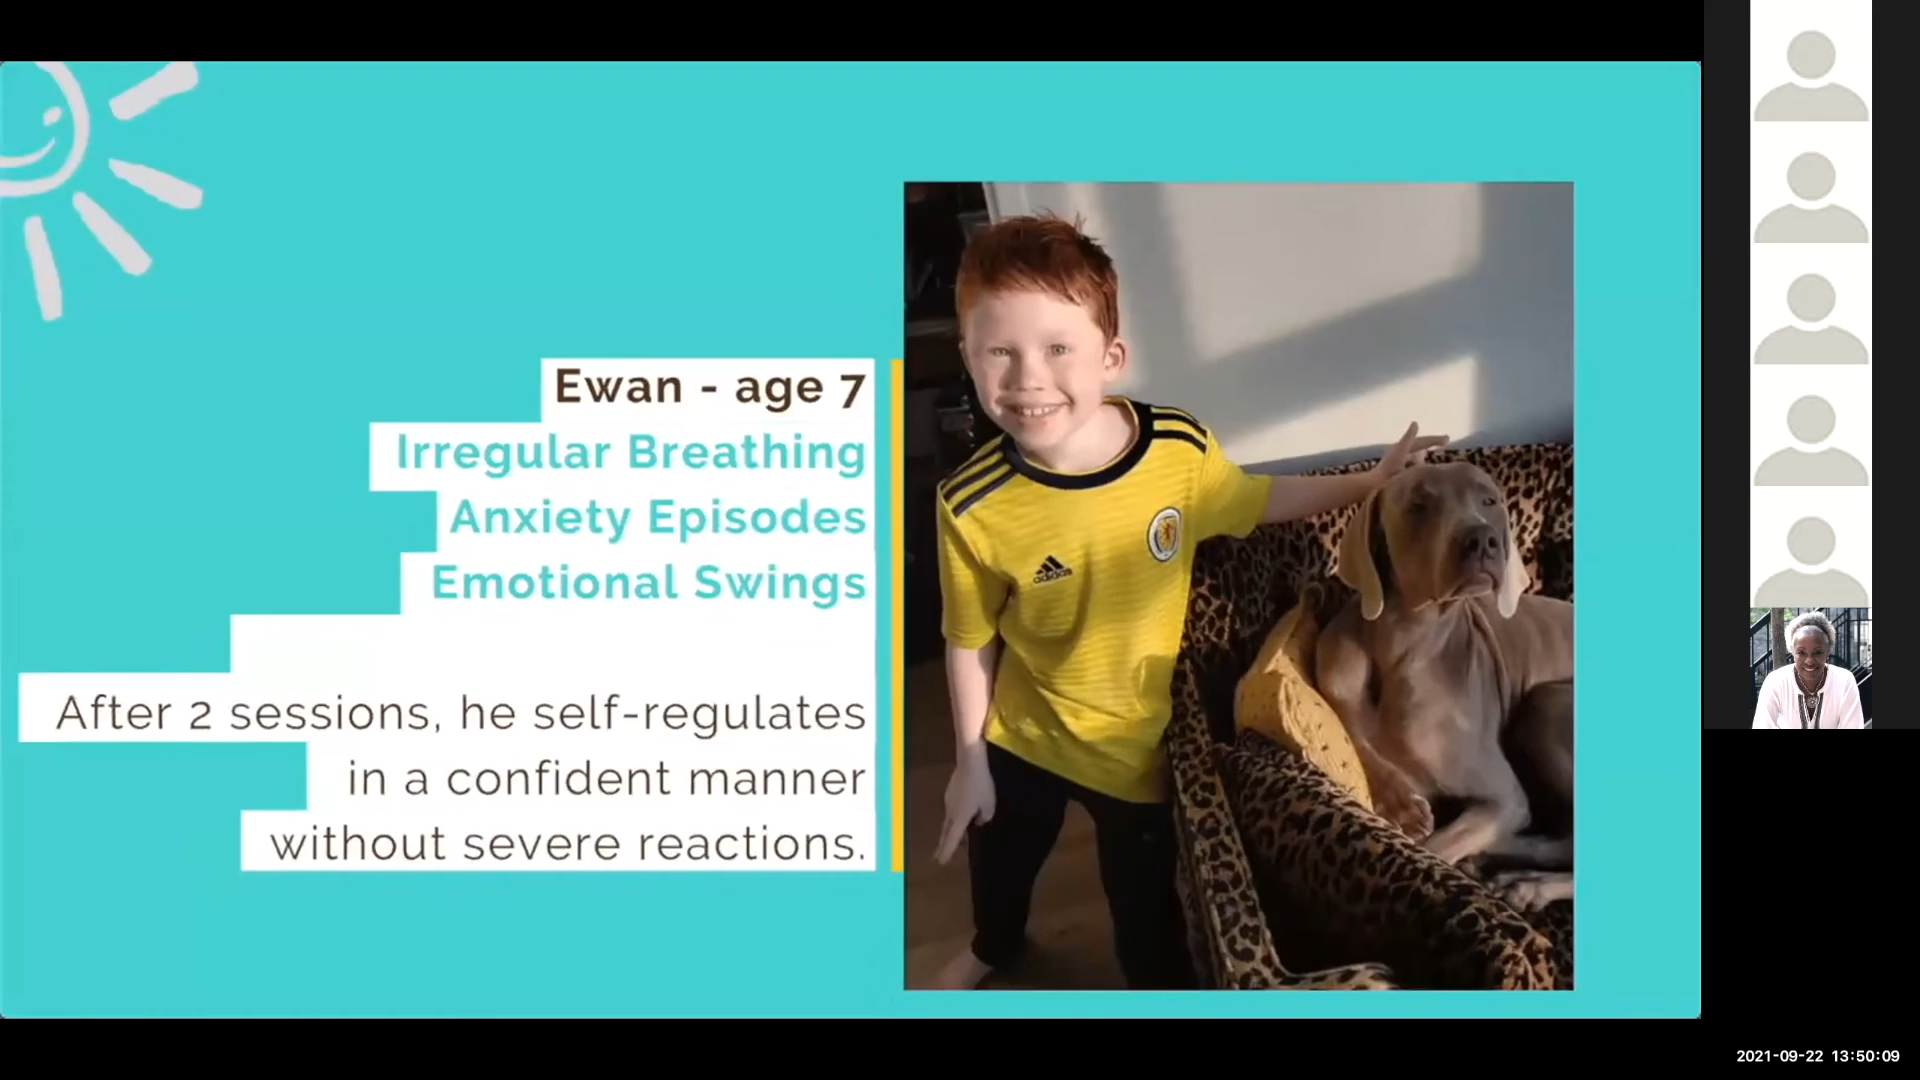 Ewan - age 7
Irregular Breathing
Anxiety Episodes
Emotional Swings
After 2 sessions, he self-regulates
in a confident manner
without severe reactions.
adidas
2021-09-22 13:50:09